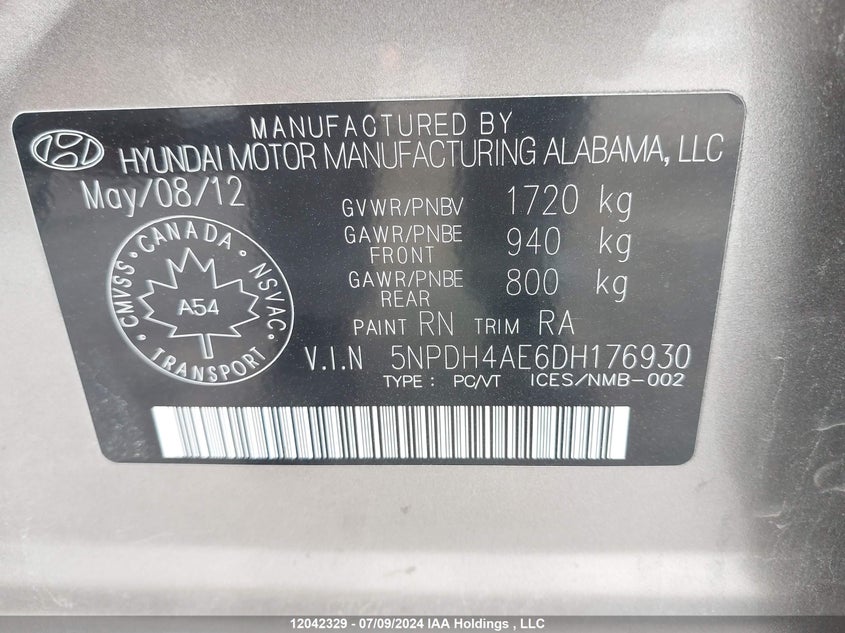 MANUFACTURED BY
HYUNDAI MOTOR MANUFACTURING ALABAMA, LLC
May/08/12
GVWR/PNBV 1720 kg
GAWR/PNBE FRONT 940 kg
GAWR/PNBE REAR 800 kg
CMVSS • CANADA • NSVAC • TRANSPORT •
A54
PAINT RN TRIM RA
V.I.N 5NPDH4AE6DH176930
TYPE : PC/VT ICES/NMB-002
12042329 - 07/09/2024 IAA Holdings , LLC